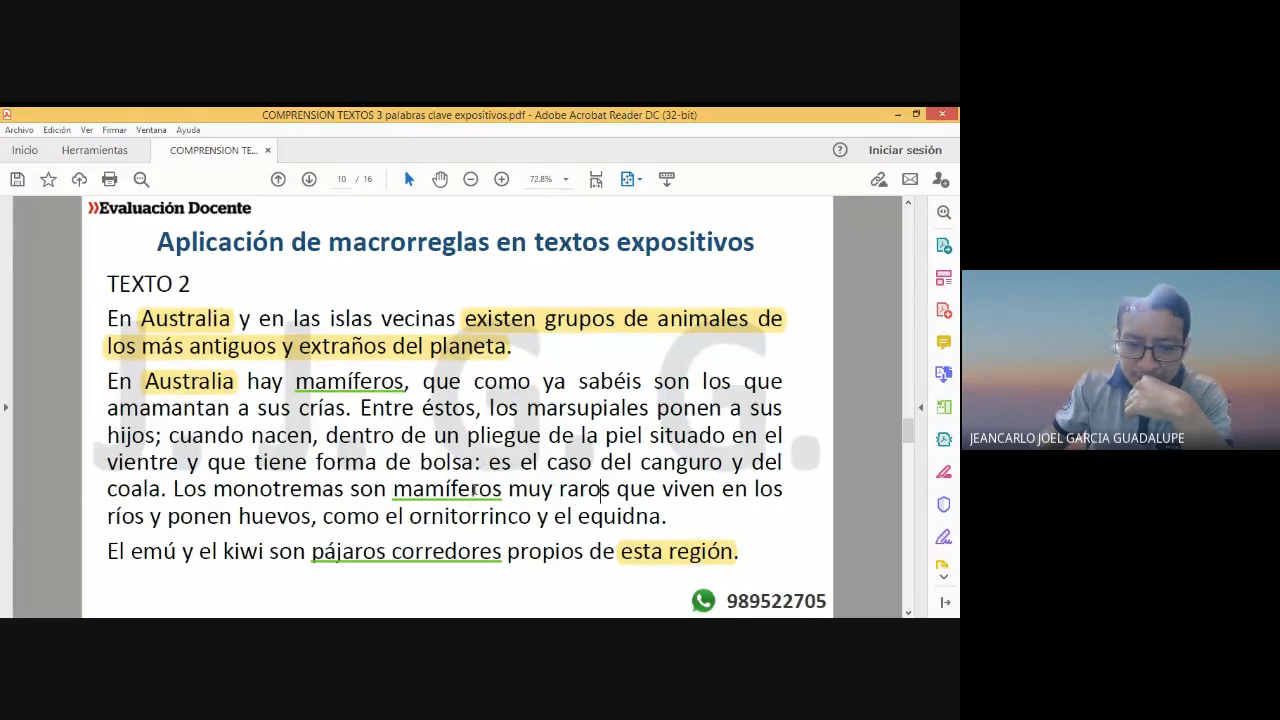 COMPRENSION TEXTOS 3 palabras clave expositivos.pdf - Adobe Acrobat Reader DC (32-bit)
Archivo Edición Ver Firmar Ventana Ayuda
Inicio Herramientas COMPRENSION TE... × Iniciar sesión
10 / 16 72.8%
»Evaluación Docente
Aplicación de macrorreglas en textos expositivos
TEXTO 2
En Australia y en las islas vecinas existen grupos de animales de
los más antiguos y extraños del planeta.
En Australia hay mamíferos, que como ya sabéis son los que
amamantan a sus crías. Entre éstos, los marsupiales ponen a sus
hijos; cuando nacen, dentro de un pliegue de la piel situado en el
vientre y que tiene forma de bolsa: es el caso del canguro y del
coala. Los monotremas son mamíferos muy raros que viven en los
ríos y ponen huevos, como el ornitorrinco y el equidna.
El emú y el kiwi son pájaros corredores propios de esta región.
J. J. G. G.
989522705
JEANCARLO JOEL GARCIA GUADALUPE